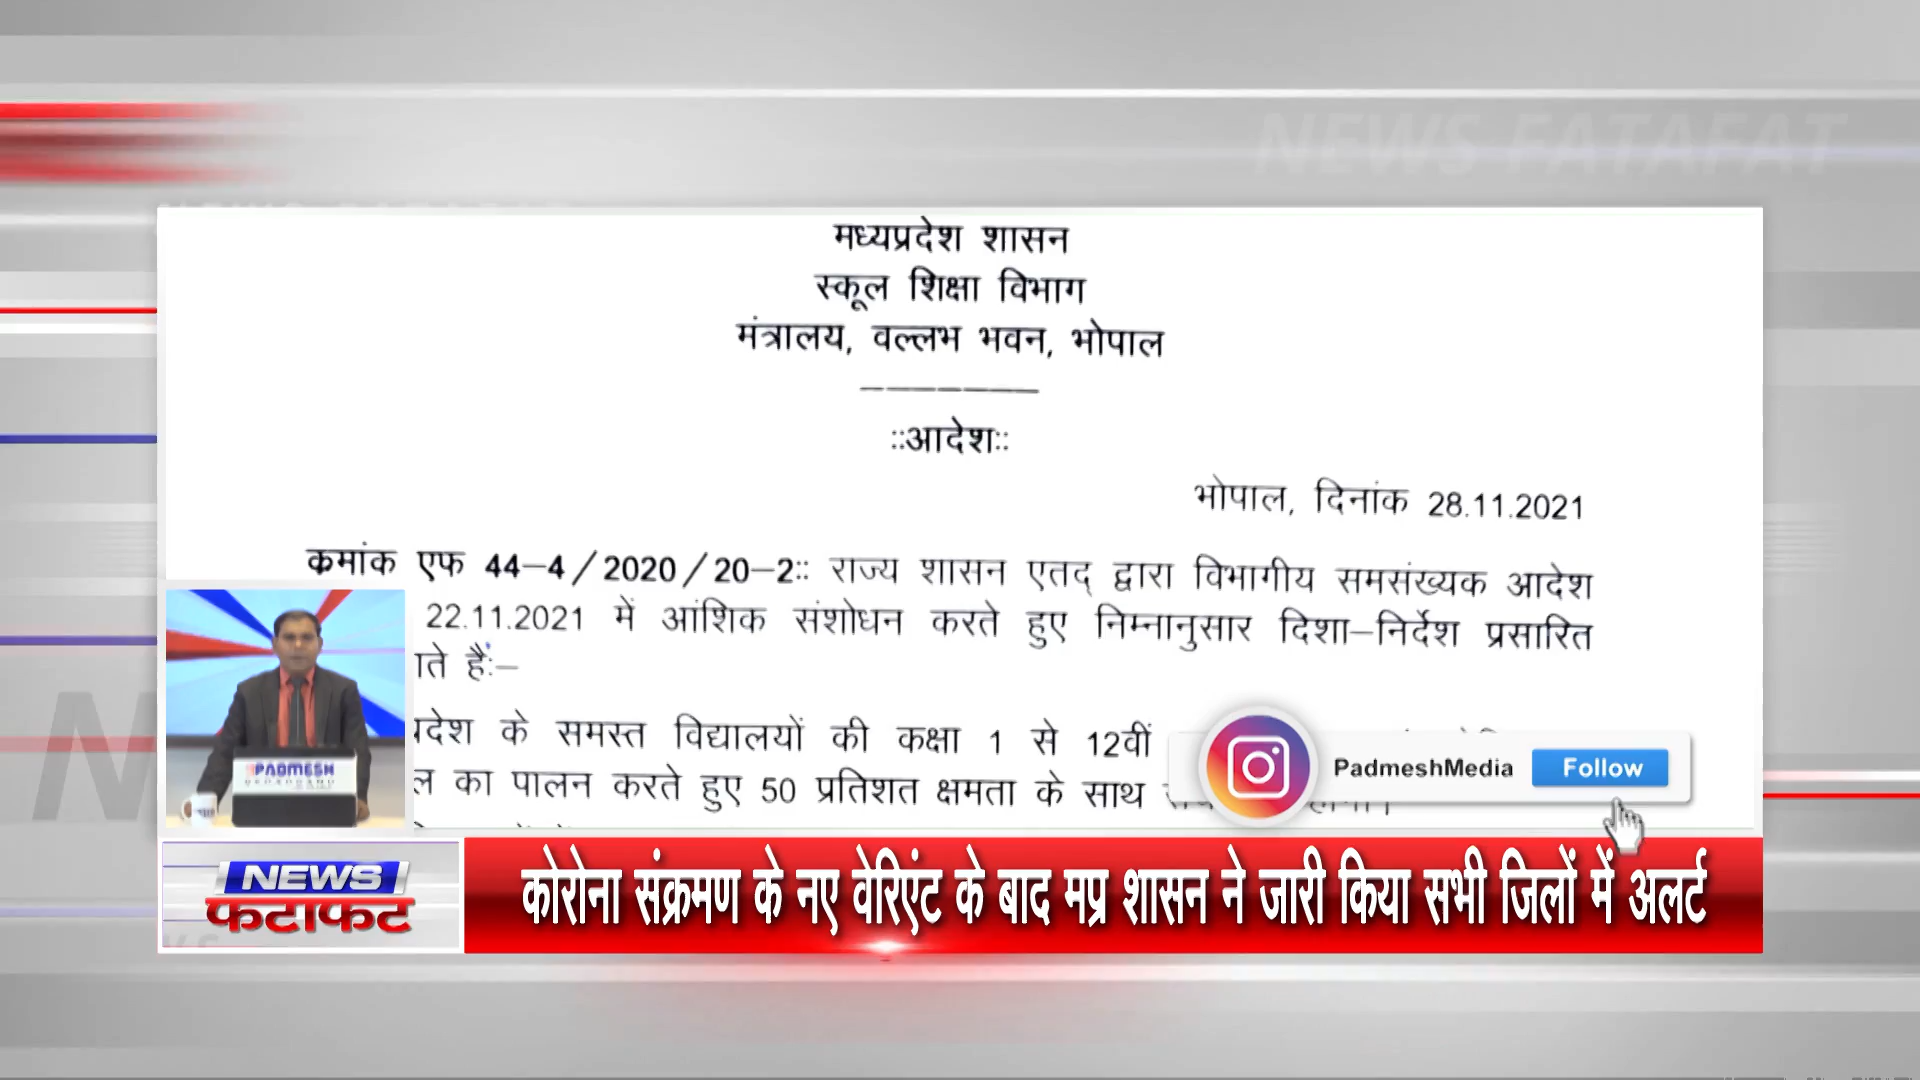 NEWS FATAFAT
मध्यप्रदेश शासन
स्कूल शिक्षा विभाग
मंत्रालय, वल्लभ भवन, भोपाल
-------
::आदेश::
भोपाल, दिनांक 28.11.2021
कमांक एफ 44-4/2020/20-2:: राज्य शासन एतद् द्वारा विभागीय समसंख्यक आदेश
22.11.2021 में आंशिक संशोधन करते हुए निम्नानुसार दिशा-निर्देश प्रसारित
ाते हैं:-
के समस्त विद्यालयों की कक्षा 1 से 12वीं
का पालन करते हुए 50 प्रतिशत क्षमता के साथ
PADMESH
PadmeshMedia
Follow
NEWS
फटाफट
कोरोना संक्रमण के नए वेरिएंट के बाद मप्र शासन ने जारी किया सभी जिलों में अलर्ट